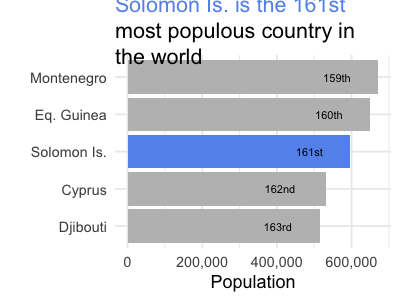 Solomon Is. is the 161st
most populous country in
the world
Montenegro 159th
Eq. Guinea 160th
Solomon Is. 161st
Cyprus 162nd
Djibouti 163rd
0 200,000 400,000 600,000
Population